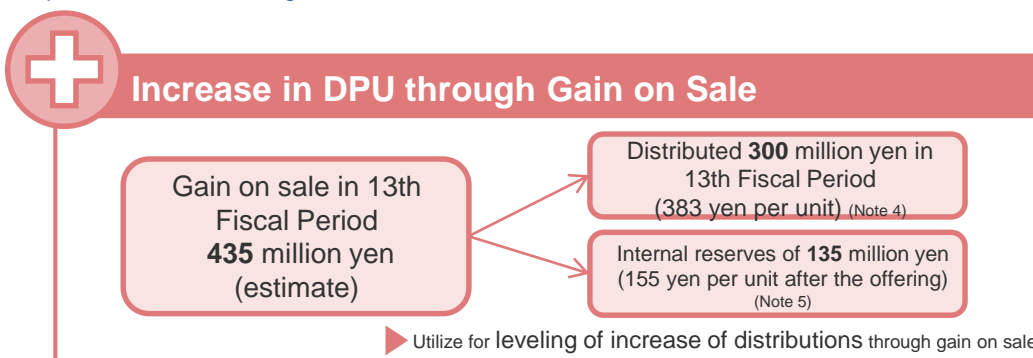 Increase in DPU through Gain on Sale
Gain on sale in 13th
Fiscal Period
435 million yen
(estimate)
Distributed 300 million yen in
13th Fiscal Period
(383 yen per unit) (Note 4)
Internal reserves of 135 million yen
(155 yen per unit after the offering)
(Note 5)
Utilize for leveling of increase of distributions through gain on sale